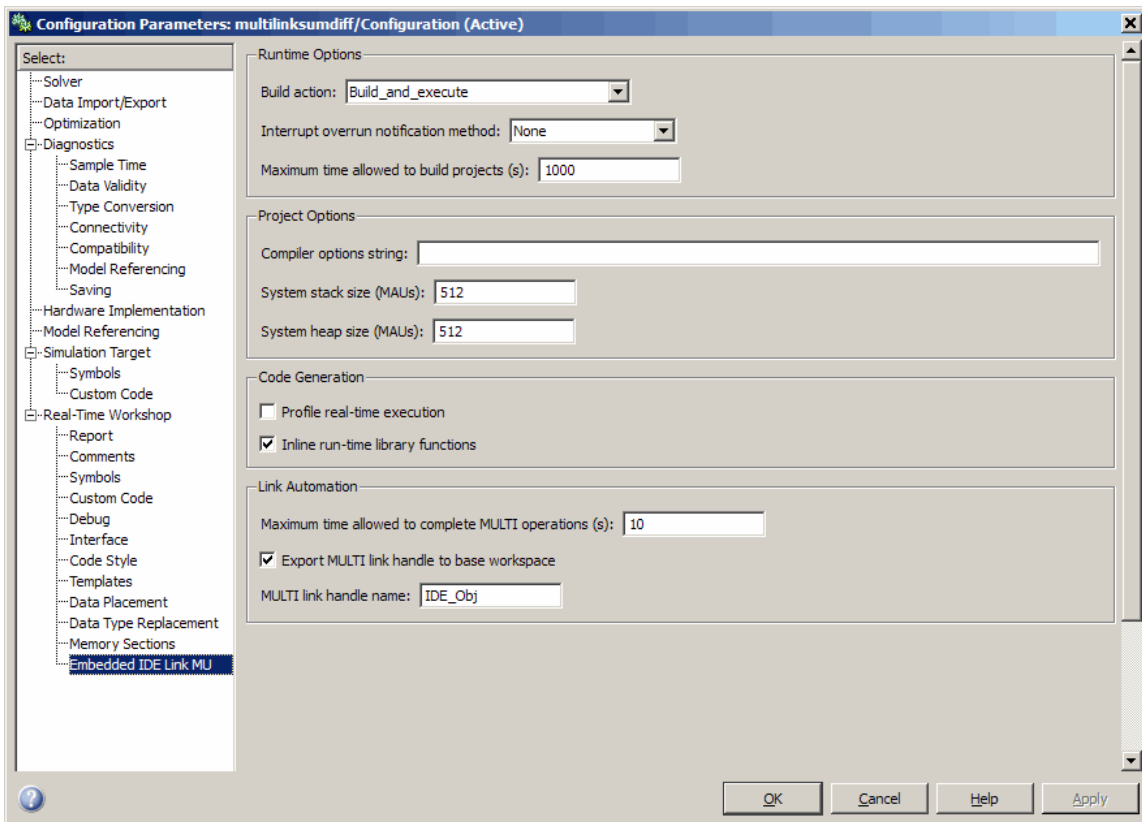 Configuration Parameters: multilinksumdiff/Configuration (Active)
Select:
Solver
Data Import/Export
Optimization
Diagnostics
Sample Time
Data Validity
Type Conversion
Connectivity
Compatibility
Model Referencing
Saving
Hardware Implementation
Model Referencing
Simulation Target
Symbols
Custom Code
Real-Time Workshop
Report
Comments
Symbols
Custom Code
Debug
Interface
Code Style
Templates
Data Placement
Data Type Replacement
Memory Sections
Embedded IDE Link MU
Runtime Options
Build action: Build_and_execute
Interrupt overrun notification method: None
Maximum time allowed to build projects (s): 1000
Project Options
Compiler options string:
System stack size (MAUs): 512
System heap size (MAUs): 512
Code Generation
Profile real-time execution
Inline run-time library functions
Link Automation
Maximum time allowed to complete MULTI operations (s): 10
Export MULTI link handle to base workspace
MULTI link handle name: IDE_Obj
OK Cancel Help Apply